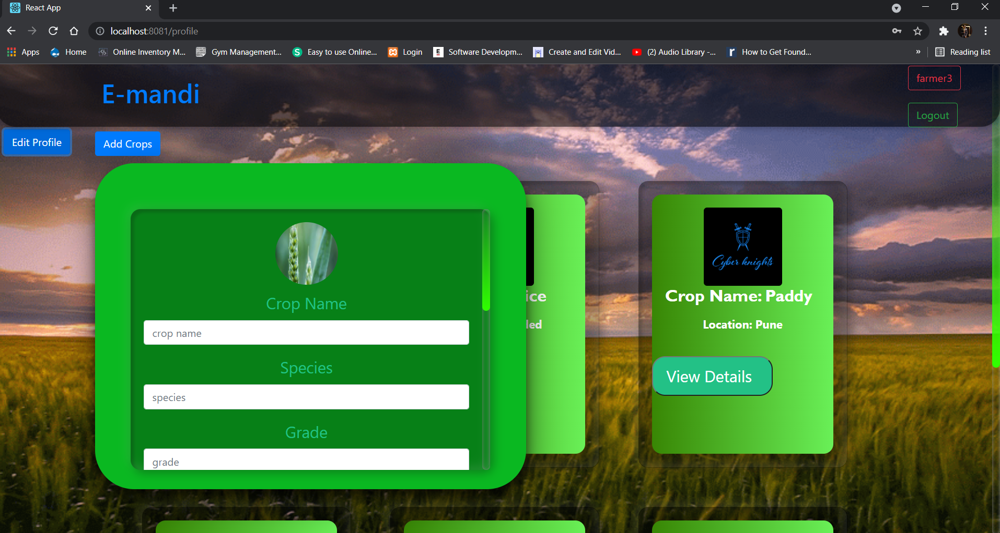 React App
localhost:8081/profile
Apps
Home
Online Inventory M...
Gym Management...
Easy to use Online...
Login
Software Developm...
Create and Edit Vid...
(2) Audio Library -...
How to Get Found...
»
Reading list
E-mandi
farmer3
Logout
Edit Profile
Add Crops
Crop Name
crop name
Species
species
Grade
grade
ice
ded
Cyber knights
Crop Name: Paddy
Location: Pune
View Details